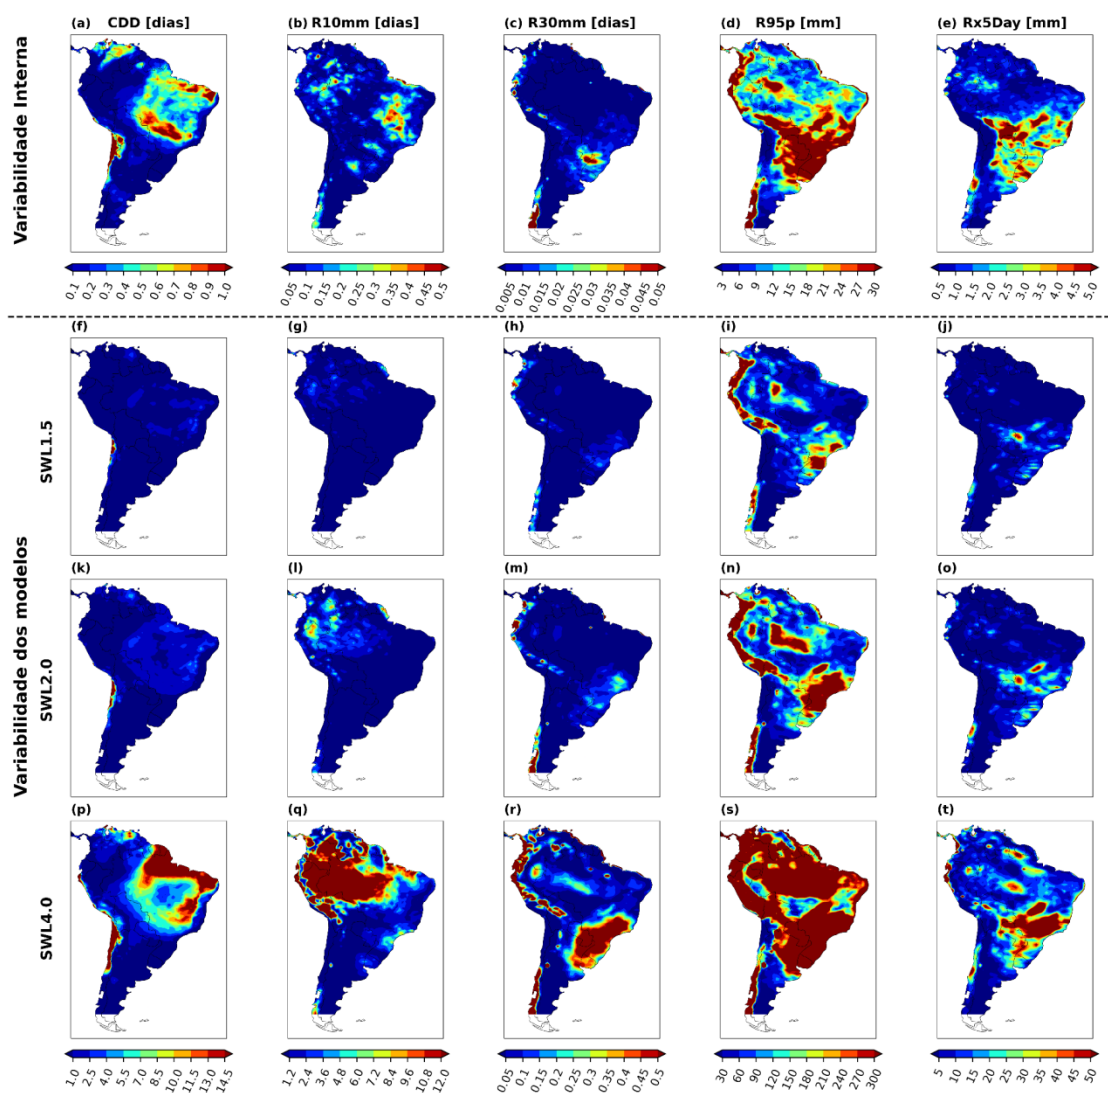 (a) CDD [dias]
(b) R10mm [dias]
(c) R30mm [dias]
(d) R95p [mm]
(e) Rx5Day [mm]
Variabilidade Interna
0.1 0.2 0.3 0.4 0.5 0.6 0.7 0.8 0.9 1.0
0.05 0.1 0.15 0.2 0.25 0.3 0.35 0.4 0.45 0.5
0.005 0.01 0.015 0.02 0.025 0.03 0.035 0.04 0.045 0.05
3 6 9 12 15 18 21 24 27 30
0.5 1.0 1.5 2.0 2.5 3.0 3.5 4.0 4.5 5.0
Variabilidade dos modelos
SWL1.5
(f)
(g)
(h)
(i)
(j)
SWL2.0
(k)
(l)
(m)
(n)
(o)
SWL4.0
(p)
(q)
(r)
(s)
(t)
1.0 2.5 4.0 5.5 7.0 8.5 10.0 11.5 13.0 14.5
1.2 2.4 3.6 4.8 6.0 7.2 8.4 9.6 10.8 12.0
0.05 0.1 0.15 0.2 0.25 0.3 0.35 0.4 0.45 0.5
30 60 90 120 150 180 210 240 270 300
5 10 15 20 25 30 35 40 45 50